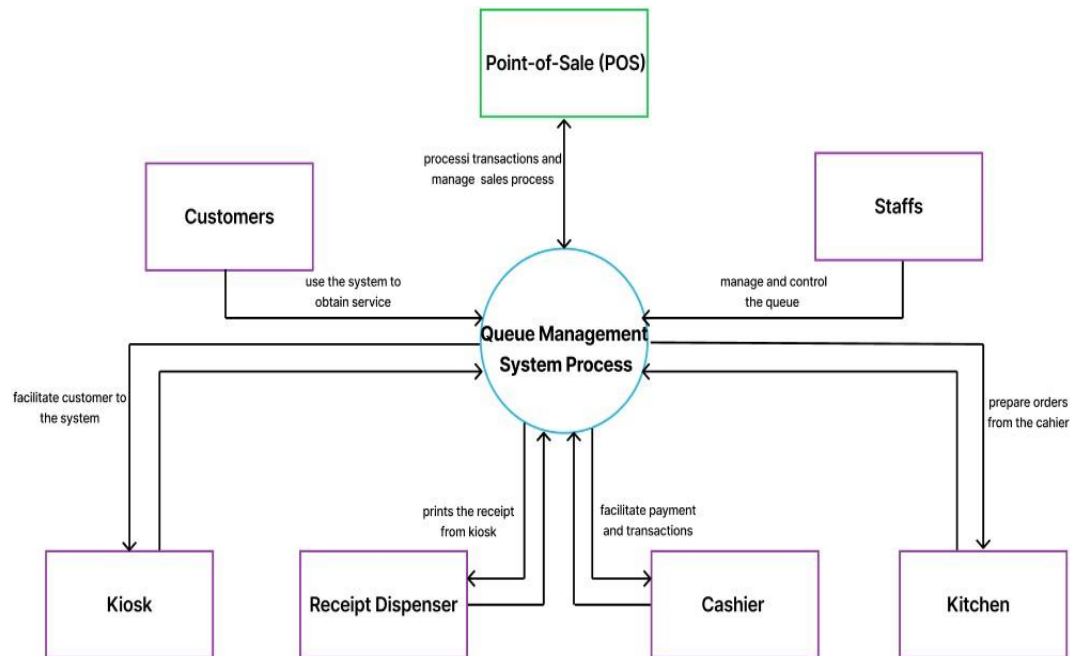 Point-of-Sale (POS)
processi transactions and
manage sales process
Customers
Staffs
use the system to
obtain service
manage and control
the queue
Queue Management
System Process
facilitate customer to
the system
prepare orders
from the cahier
prints the receipt
from kiosk
facilitate payment
and transactions
Kiosk
Receipt Dispenser
Cashier
Kitchen